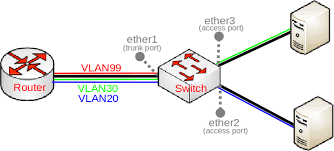 ether3
(access port)
ether1
(trunk port)
VLAN99
Router
VLAN30
VLAN20
Switch
ether2
(access port)